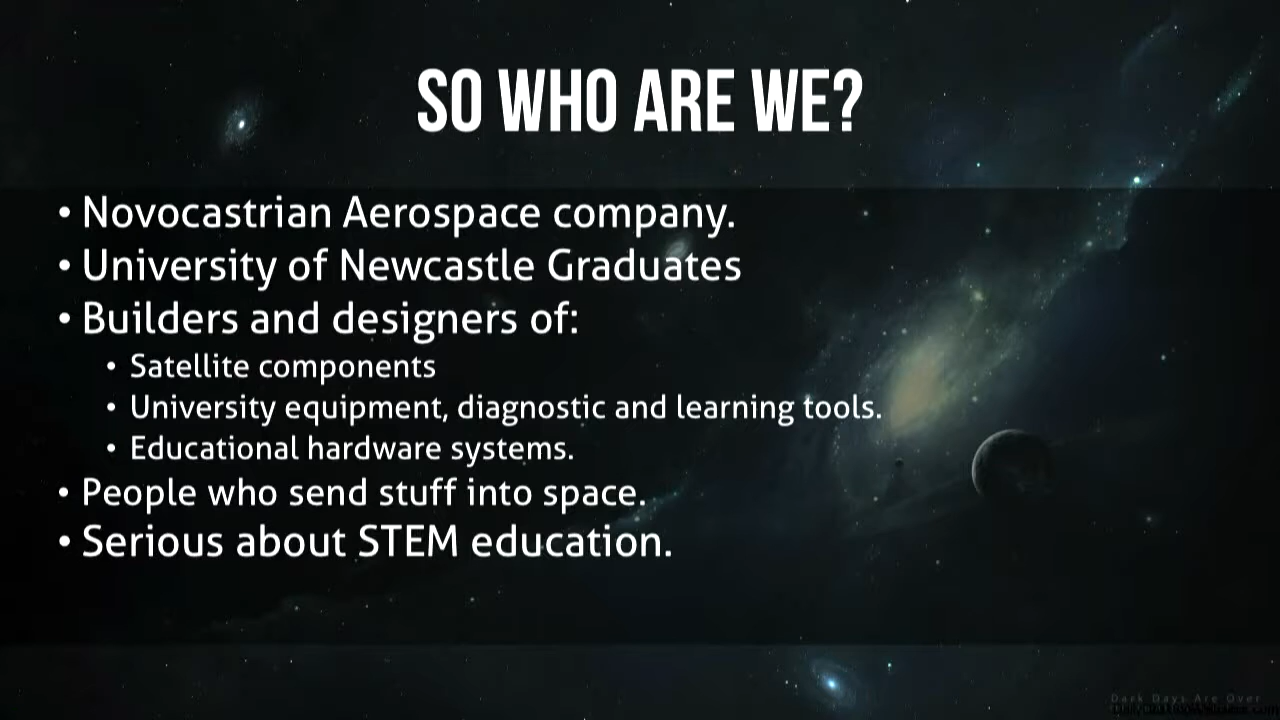 SO WHO ARE WE?
• Novocastrian Aerospace company.
• University of Newcastle Graduates
• Builders and designers of:
• Satellite components
• University equipment, diagnostic and learning tools.
• Educational hardware systems.
• People who send stuff into space.
• Serious about STEM education.
Dark Days Are Over